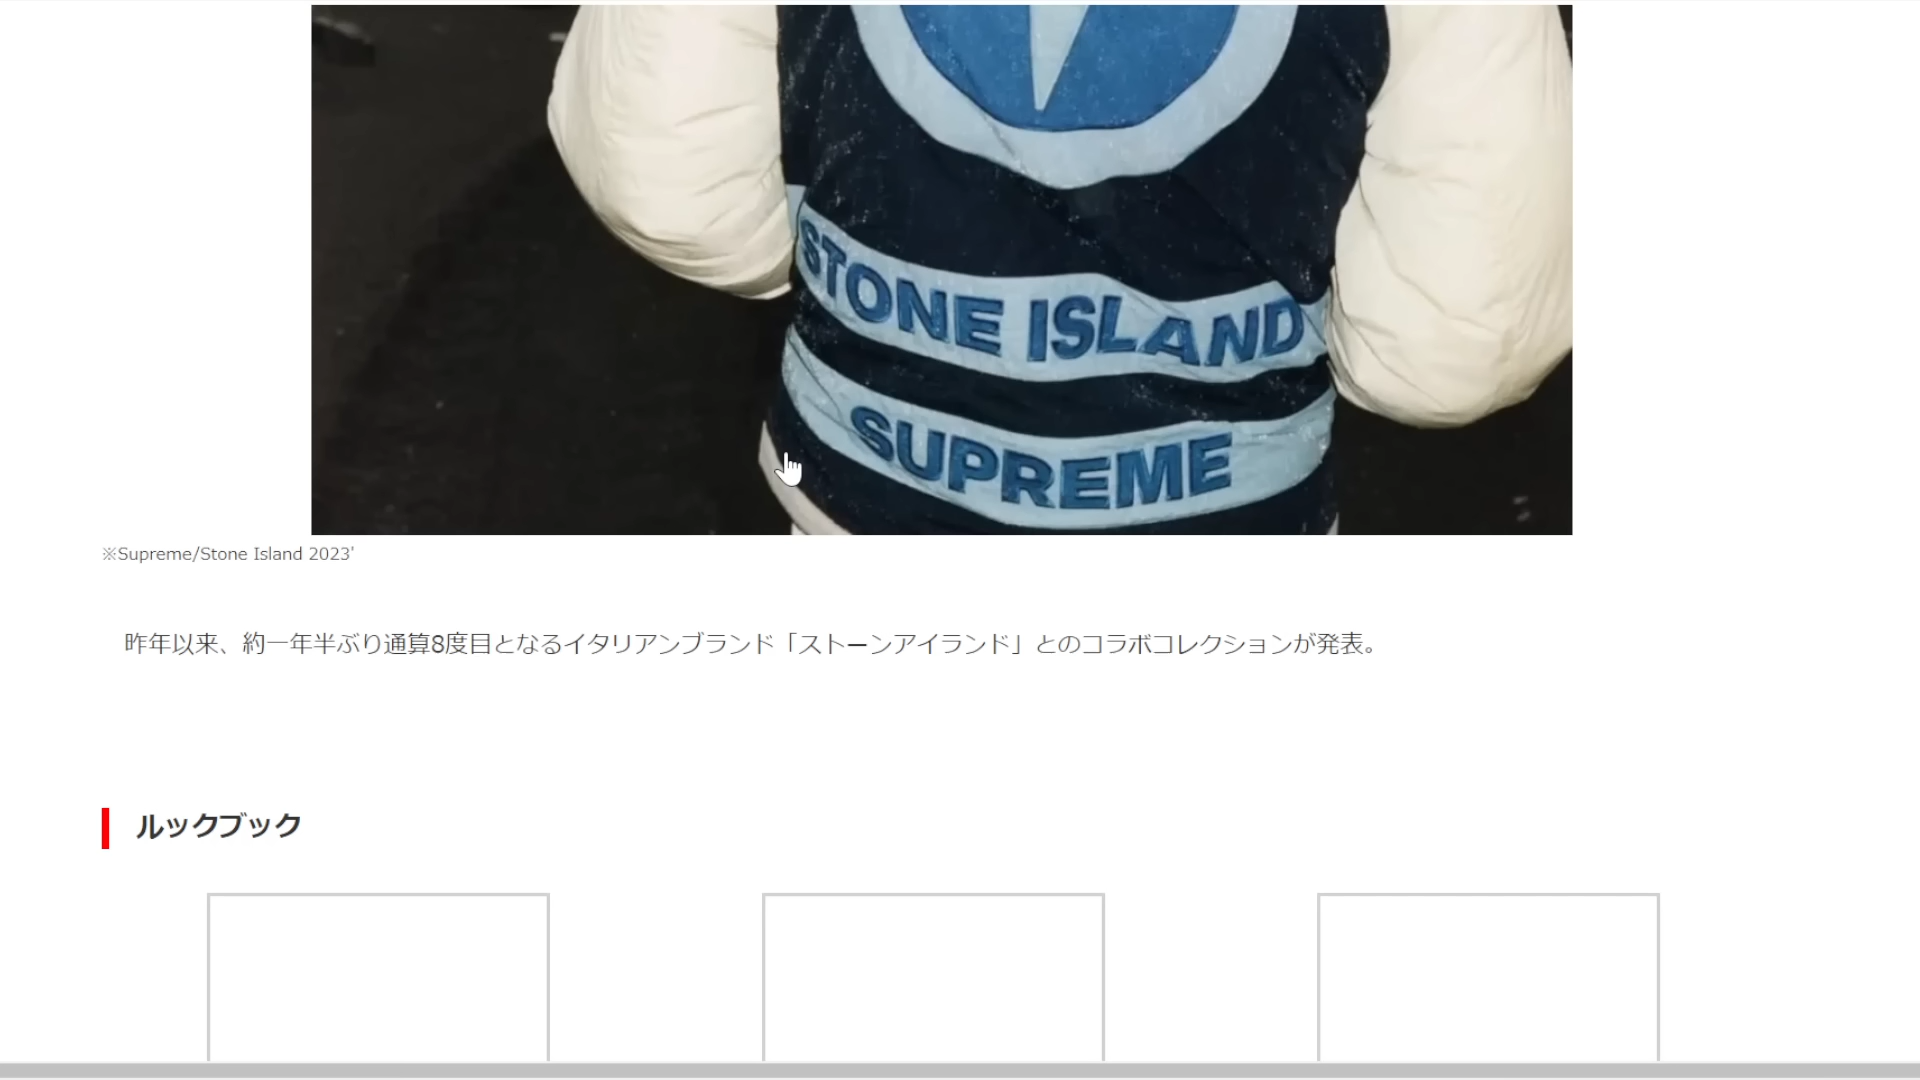 STONE ISLAND
SUPREME
※Supreme/Stone Island 2023'
昨年以来、約一年半ぶり通算8度目となるイタリアンブランド「ストーンアイランド」とのコラボコレクションが発表。
ルックブック